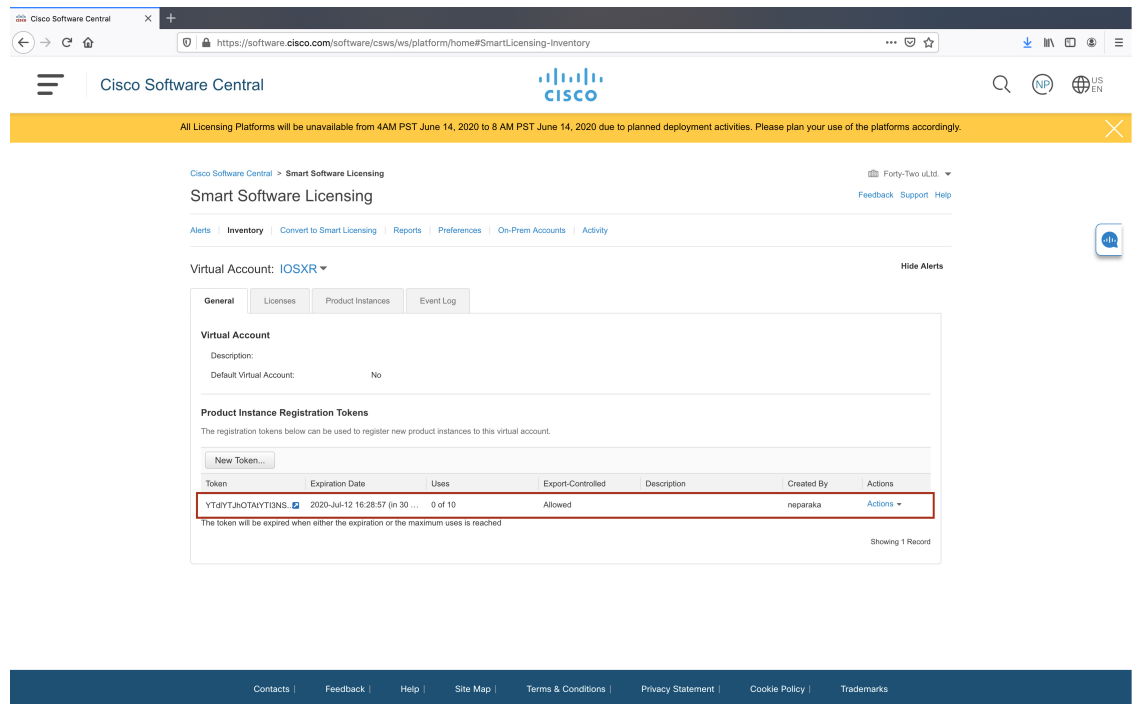 Cisco Software Central
https://software.cisco.com/software/csws/ws/platform/home#SmartLicensing-Inventory
Cisco Software Central
CISCO
NP
US
EN
All Licensing Platforms will be unavailable from 4AM PST June 14, 2020 to 8 AM PST June 14, 2020 due to planned deployment activities. Please plan your use of the platforms accordingly.
Cisco Software Central > Smart Software Licensing
Forty-Two uLtd.
Smart Software Licensing
Feedback Support Help
Alerts | Inventory | Convert to Smart Licensing | Reports | Preferences | On-Prem Accounts | Activity
Virtual Account: IOSXR
Hide Alerts
General Licenses Product Instances Event Log
Virtual Account
Description:
Default Virtual Account: No
Product Instance Registration Tokens
The registration tokens below can be used to register new product instances to this virtual account.
New Token...
Token Expiration Date Uses Export-Controlled Description Created By Actions
2020-Jul-12 16:28:57 (in 30 ... 0 of 10 Allowed neparaka Actions
The token will be expired when either the expiration or the maximum uses is reached
Showing 1 Record
Contacts | Feedback | Help | Site Map | Terms & Conditions | Privacy Statement | Cookie Policy | Trademarks